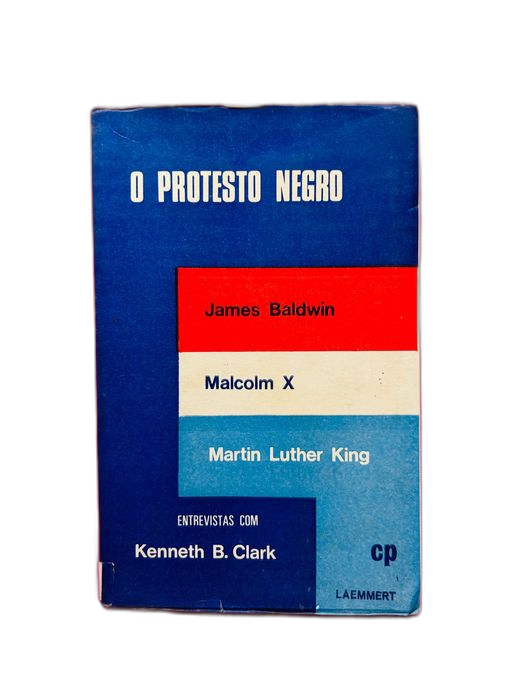 O PROTESTO NEGRO
James Baldwin
Malcolm X
Martin Luther King
ENTREVISTAS COM
Kenneth B. Clark
cp
LAEMMERT